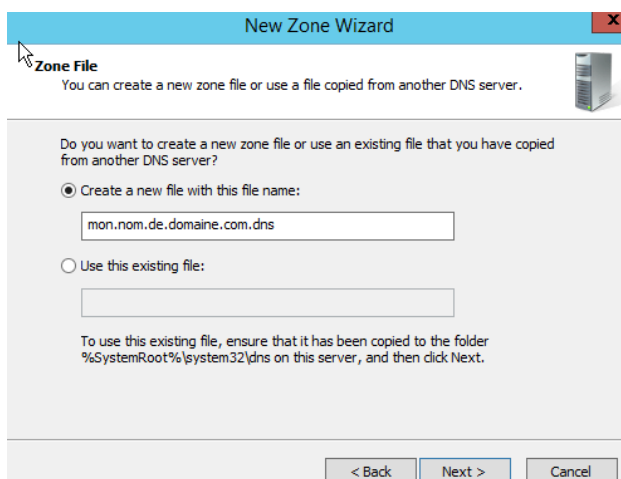 New Zone Wizard
X
Zone File
You can create a new zone file or use a file copied from another DNS server.
Do you want to create a new zone file or use an existing file that you have copied
from another DNS server?
Create a new file with this file name:
mon.nom.de.domaine.com.dns
Use this existing file:
To use this existing file, ensure that it has been copied to the folder
%SystemRoot%\system32\dns on this server, and then click Next.
< Back Next > Cancel